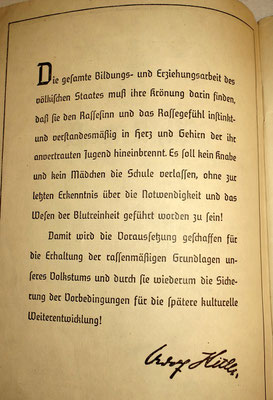 Die gesamte Bildungs- und Erziehungsarbeit des
völkischen Staates muß ihre Krönung darin finden,
daß sie den Rassesinn und das Rassegefühl instinkt-
und verstandesmäßig in Herz und Gehirn der ihr
anvertrauten Jugend hineinbrennt. Es soll kein Knabe
und kein Mädchen die Schule verlassen, ohne zur
letzten Erkenntnis über die Notwendigkeit und das
Wesen der Blutreinheit geführt worden zu sein!
Damit wird die Voraussetzung geschaffen für
die Erhaltung der rassenmäßigen Grundlagen un-
seres Volkstums und durch sie wiederum die Siche-
rung der Vorbedingungen für die spätere kulturelle
Weiterentwicklung!
Adolf Hitler